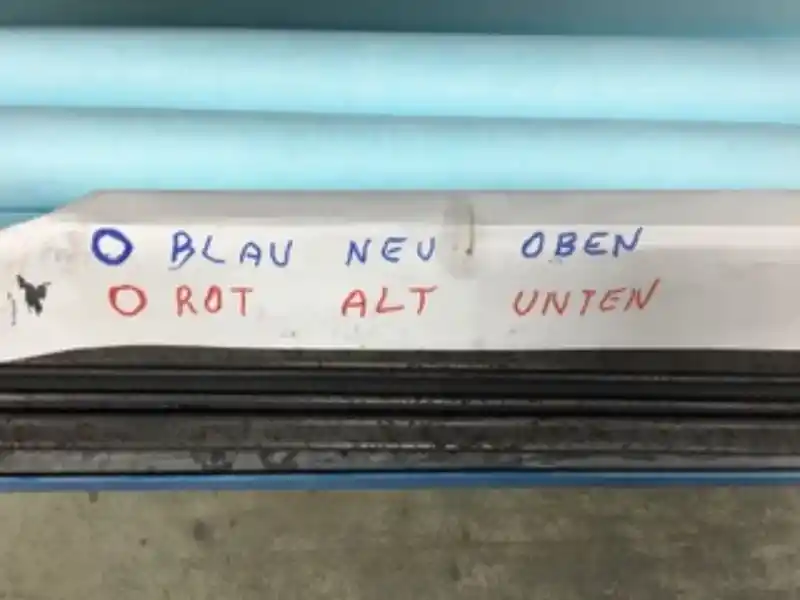 O BLAU NEU OBEN
O ROT ALT UNTEN